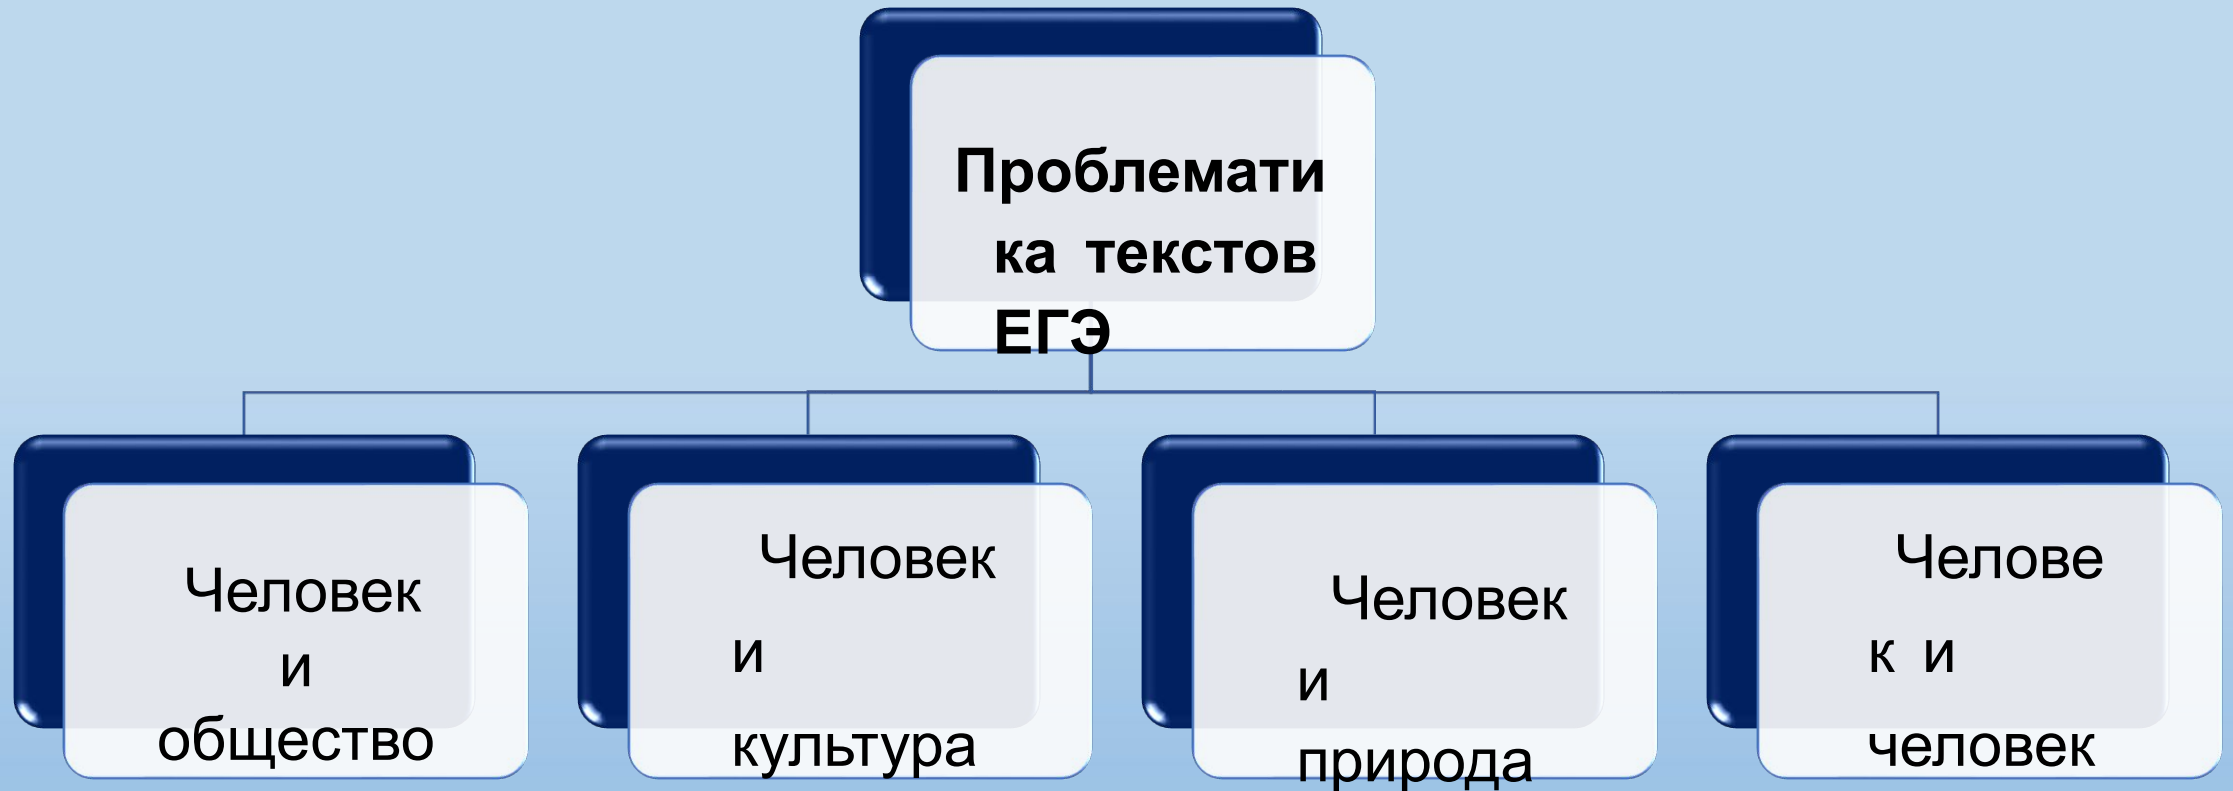 Проблемати
ка текстов
ЕГЭ
Человек
и
общество
Человек
и
культура
Человек
и
природа
Челове
к и
человек